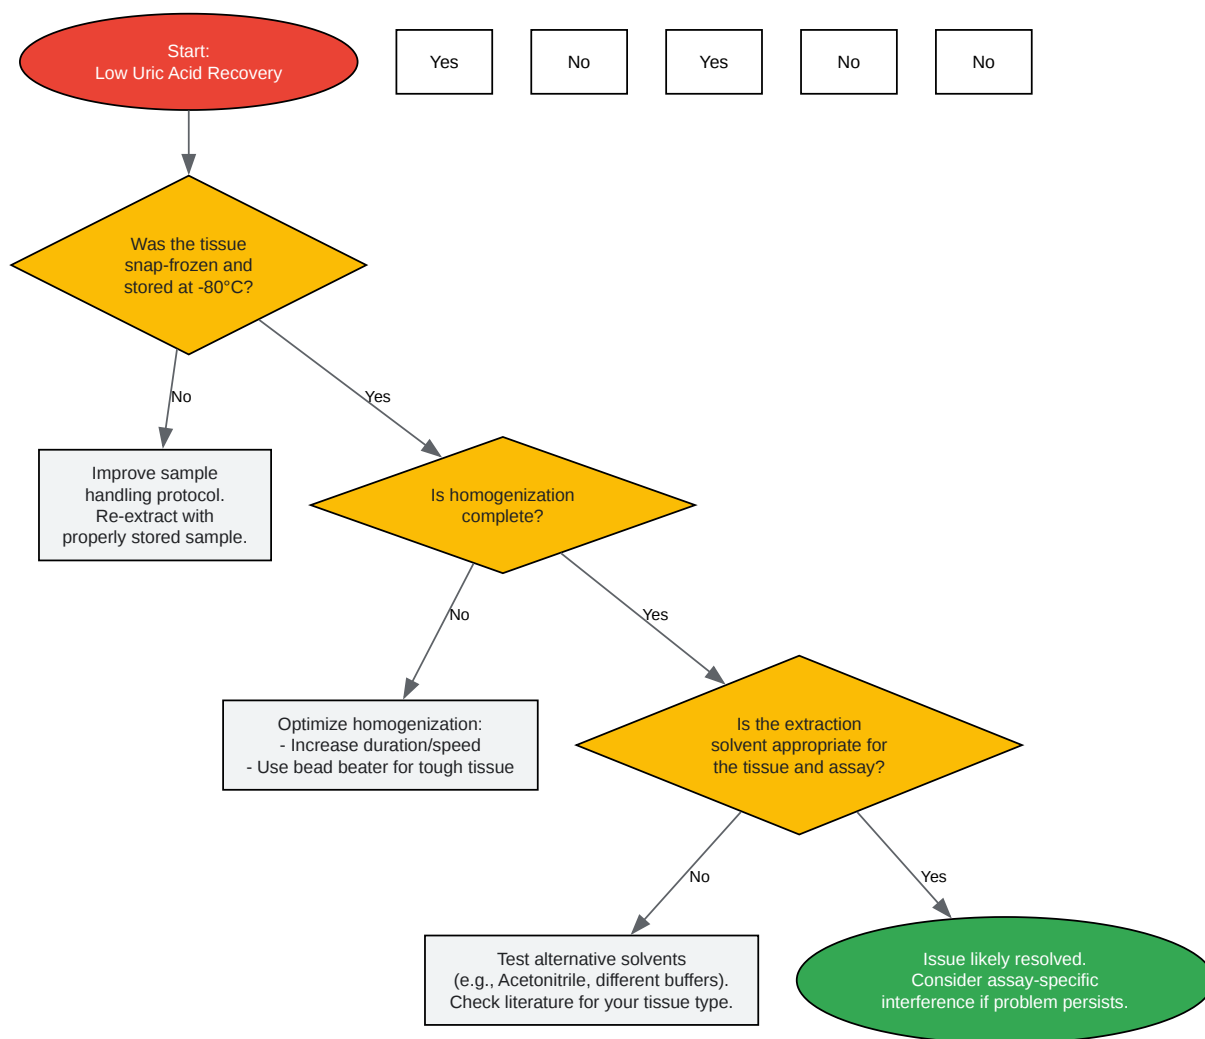 Start:
Low Uric Acid Recovery
Yes
No
Yes
No
No
Was the tissue
snap-frozen and
stored at -80°C?
No
Yes
Improve sample
handling protocol.
Re-extract with
properly stored sample.
Is homogenization
complete?
No
Yes
Optimize homogenization:
- Increase duration/speed
- Use bead beater for tough tissue
Is the extraction
solvent appropriate for
the tissue and assay?
No
Yes
Test alternative solvents
(e.g., Acetonitrile, different buffers).
Check literature for your tissue type.
Issue likely resolved.
Consider assay-specific
interference if problem persists.